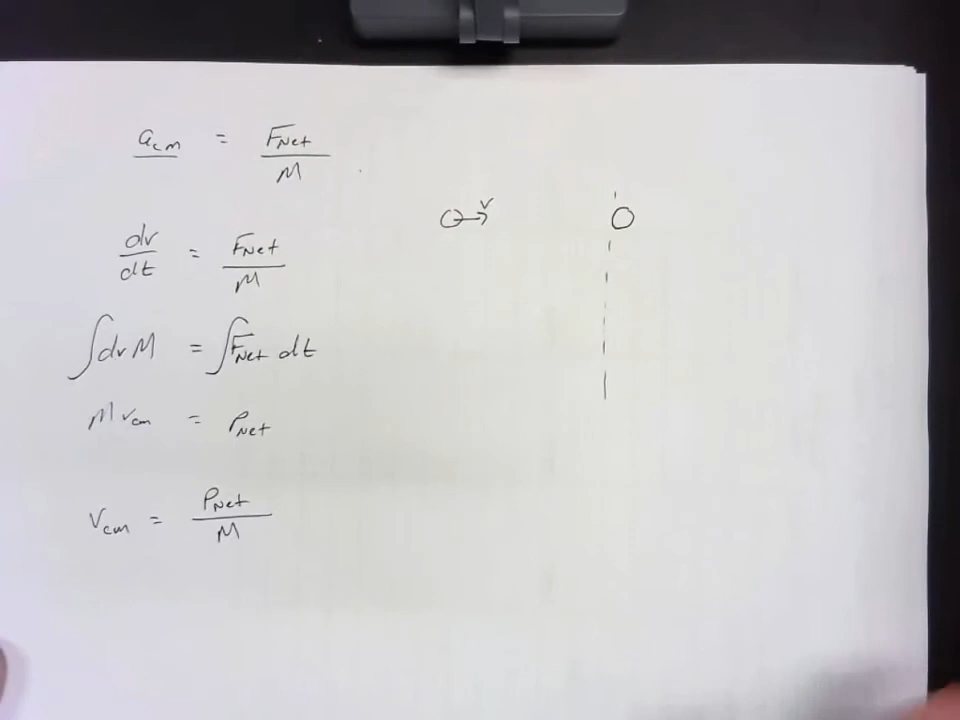 a_cm = F_Net / M
v
dv/dt = F_Net / M
∫dv M = ∫F_Net dt
M v_cm = P_Net
v_cm = P_Net / M